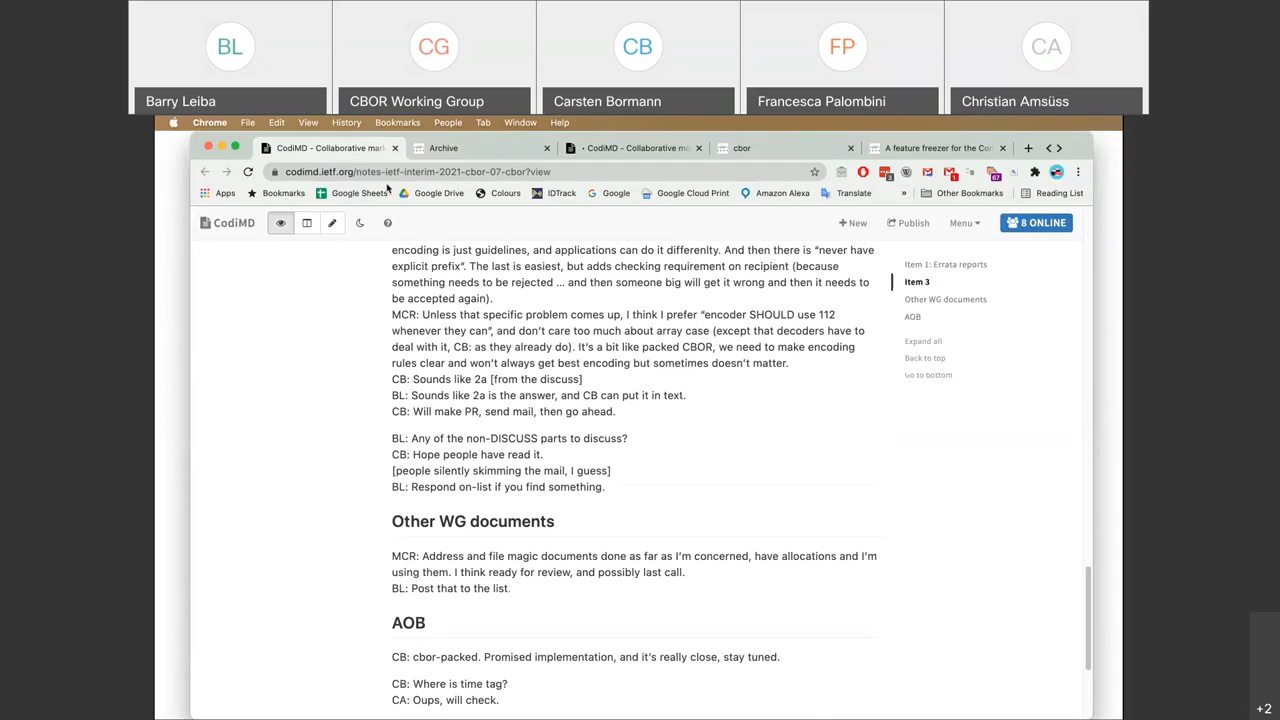 BL
CG
CB
FP
CA
Barry Leiba
CBOR Working Group
Carsten Bormann
Francesca Palombini
Christian Amsüss
Chrome File Edit View History Bookmarks People Tab Window Help
CodiMD - Collaborative mar
Archive
· CodiMD - Collaborative ma
cbor
A feature freezer for the Con
codimd.ietf.org/notes-ietf-interim-2021-cbor-07-cbor?view
Apps Bookmarks Google Sheets Google Drive Colours IDTrack Google Google Cloud Print Amazon Alexa Translate » Other Bookmarks Reading List
CodiMD
+ New Publish Menu 8 ONLINE
encoding is just guidelines, and applications can do it differenlty. And then there is “never have
explicit prefix”. The last is easiest, but adds checking requirement on recipient (because
something needs to be rejected … and then someone big will get it wrong and then it needs to
be accepted again).
MCR: Unless that specific problem comes up, I think I prefer “encoder SHOULD use 112
whenever they can”, and don’t care too much about array case (except that decoders have to
deal with it, CB: as they already do). It’s a bit like packed CBOR, we need to make encoding
rules clear and won’t always get best encoding but sometimes doesn’t matter.
CB: Sounds like 2a [from the discuss]
BL: Sounds like 2a is the answer, and CB can put it in text.
CB: Will make PR, send mail, then go ahead.
BL: Any of the non-DISCUSS parts to discuss?
CB: Hope people have read it.
[people silently skimming the mail, I guess]
BL: Respond on-list if you find something.
Other WG documents
MCR: Address and file magic documents done as far as I’m concerned, have allocations and I’m
using them. I think ready for review, and possibly last call.
BL: Post that to the list.
AOB
CB: cbor-packed. Promised implementation, and it’s really close, stay tuned.
CB: Where is time tag?
CA: Oups, will check.
Item 1: Errata reports
Item 3
Other WG documents
AOB
Expand all
Back to top
Go to bottom
+2